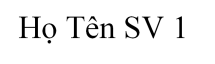 Họ Tên SV 1